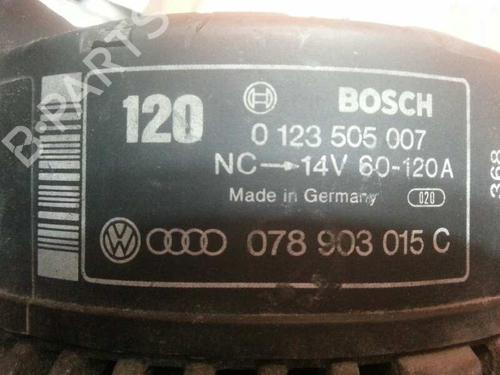 120
BOSCH
0 123 505 007
NC→14V 60-120A
Made in Germany 020
078 903 015 C
368
B-PARTS